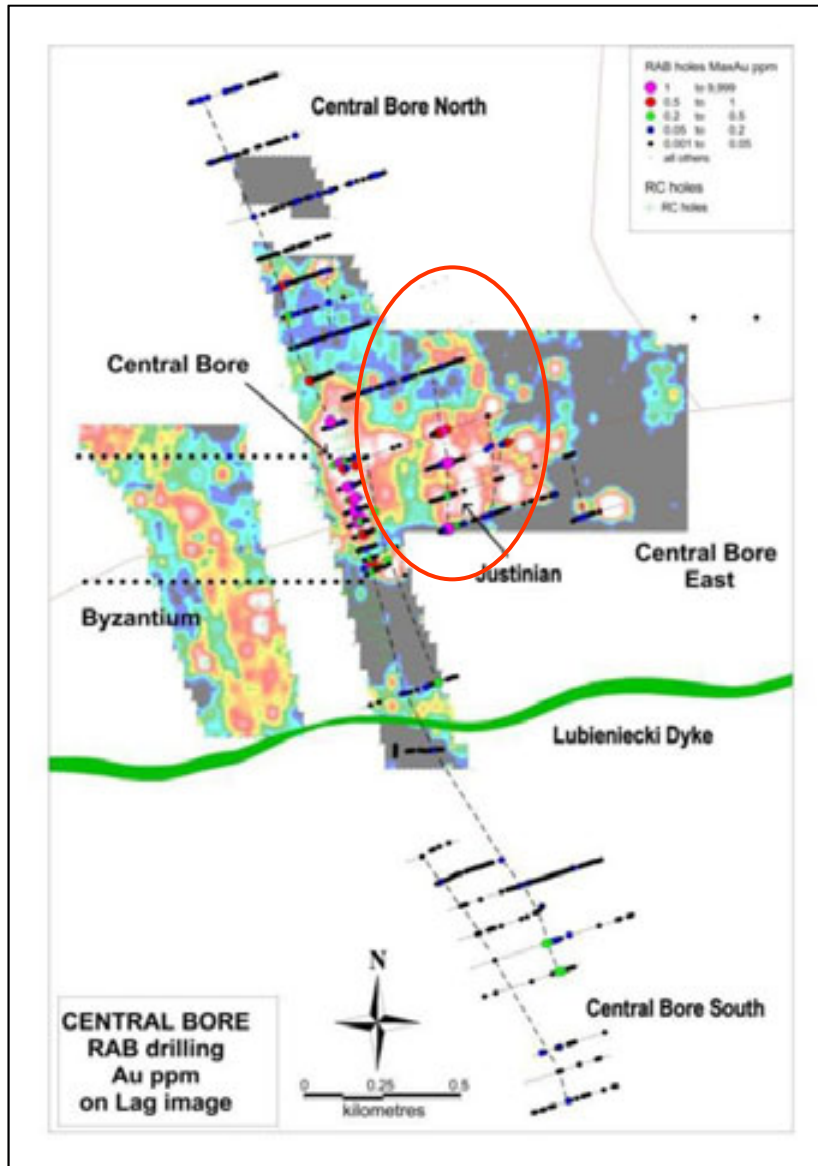 Central Bore North
RAB holes MaxAu ppm
1 to 9,999
0.5 to 1
0.2 to 0.5
0.05 to 0.2
0.001 to 0.05
all others
RC holes
RC holes
Central Bore
Justinian
Central Bore
East
Byzantium
Lubieniecki Dyke
N
CENTRAL BORE
RAB drilling
Au ppm
on Lag image
0 0.25 0.5
kilometres
Central Bore South